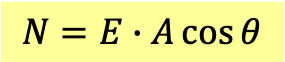 N = E · A cos θ